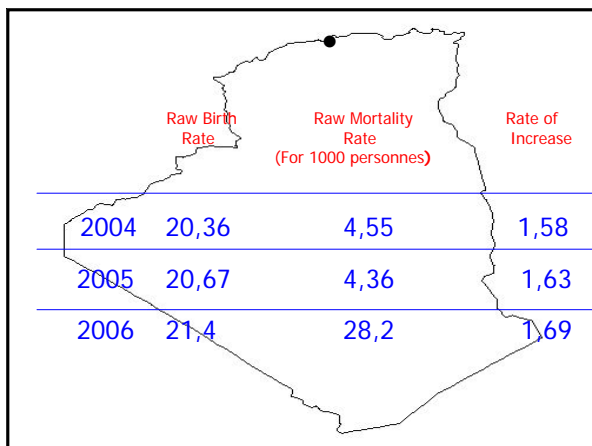 Raw Birth Rate
Raw Mortality Rate
(For 1000 personnes)
Rate of Increase
2004 20,36 4,55 1,58
2005 20,67 4,36 1,63
2006 21,4 28,2 1,69